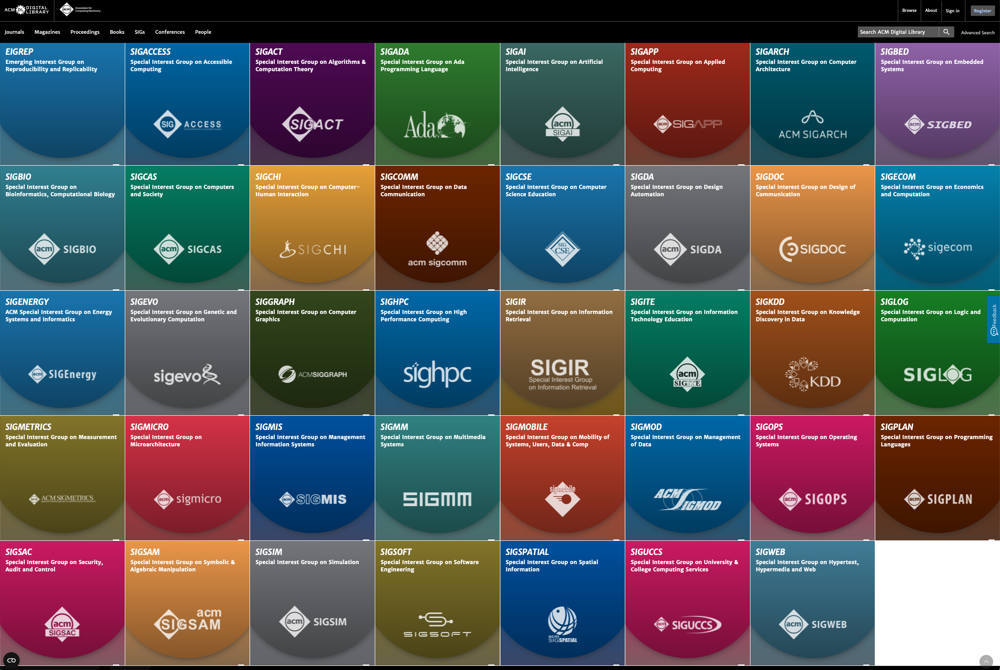 ACM DL DIGITAL LIBRARY
acm Association for Computing Machinery
Browse
About
Sign in
Register
Journals
Magazines
Proceedings
Books
SIGs
Conferences
People
Search ACM Digital Library
Advanced Search
EIGREP
Emerging Interest Group on
Reproducibility and Replicability
SIGACCESS
Special Interest Group on Accessible
Computing
SIG ACCESS
SIGACT
Special Interest Group on Algorithms &
Computation Theory
SIGACT
SIGADA
Special Interest Group on Ada
Programming Language
Ada
SIGAI
Special Interest Group on Artificial
Intelligence
acm
SIGAI
SIGAPP
Special Interest Group on Applied
Computing
acm SIGAPP
SIGARCH
Special Interest Group on Computer
Architecture
ACM SIGARCH
SIGBED
Special Interest Group on Embedded
Systems
acm SIGBED
SIGBIO
Special Interest Group on
Bioinformatics, Computational Biology
acm SIGBIO
SIGCAS
Special Interest Group on Computers
and Society
acm SIGCAS
SIGCHI
Special Interest Group on Computer-
Human Interaction
SIGCHI
SIGCOMM
Special Interest Group on Data
Communication
acm sigcomm
SIGCSE
Special Interest Group on Computer
Science Education
SIG
CSE
SIGDA
Special Interest Group on Design
Automation
acm SIGDA
SIGDOC
Special Interest Group on Design of
Communication
SIGDOC
SIGECOM
Special Interest Group on Economics
and Computation
sigecom
SIGENERGY
ACM Special Interest Group on Energy
Systems and Informatics
acm SIGEnergy
SIGEVO
Special Interest Group on Genetic and
Evolutionary Computation
sigevo
SIGGRAPH
Special Interest Group on Computer
Graphics
ACMSIGGRAPH
SIGHPC
Special Interest Group on High
Performance Computing
sighpc
SIGIR
Special Interest Group on Information
Retrieval
SIGIR
Special Interest Group
on Information Retrieval
SIGITE
Special Interest Group on Information
Technology Education
acm
SIGITE
SIGKDD
Special Interest Group on Knowledge
Discovery in Data
KDD
SIGLOG
Special Interest Group on Logic and
Computation
SIGLOG
Feedback
SIGMETRICS
Special Interest Group on Measurement
and Evaluation
acm ACM SIGMETRICS
special interest group on performance evaluation
SIGMICRO
Special Interest Group on
Microarchitecture
acm sigmicro
SIGMIS
Special Interest Group on Management
Information Systems
acm SIGMIS
SIGMM
Special Interest Group on Multimedia
Systems
SIGMM
SIGMOBILE
Special Interest Group on Mobility of
Systems, Users, Data & Comp
sigmobile
SIGMOD
Special Interest Group on Management
of Data
ACM SIGMOD
SIGOPS
Special Interest Group on Operating
Systems
acm SIGOPS
SIGPLAN
Special Interest Group on Programming
Languages
acm SIGPLAN
SIGSAC
Special Interest Group on Security,
Audit and Control
acm
SIGSAC
SIGSAM
Special Interest Group on Symbolic &
Algebraic Manipulation
acm
SIGSAM
SIGSIM
Special Interest Group on Simulation
acm SIGSIM
SIGSOFT
Special Interest Group on Software
Engineering
SIGSOFT
SIGSPATIAL
Special Interest Group on Spatial
Information
acm
SIGSPATIAL
SIGUCCS
Special Interest Group on University &
College Computing Services
acm SIGUCCS
SIGWEB
Special Interest Group on Hypertext,
Hypermedia and Web
acm SIGWEB